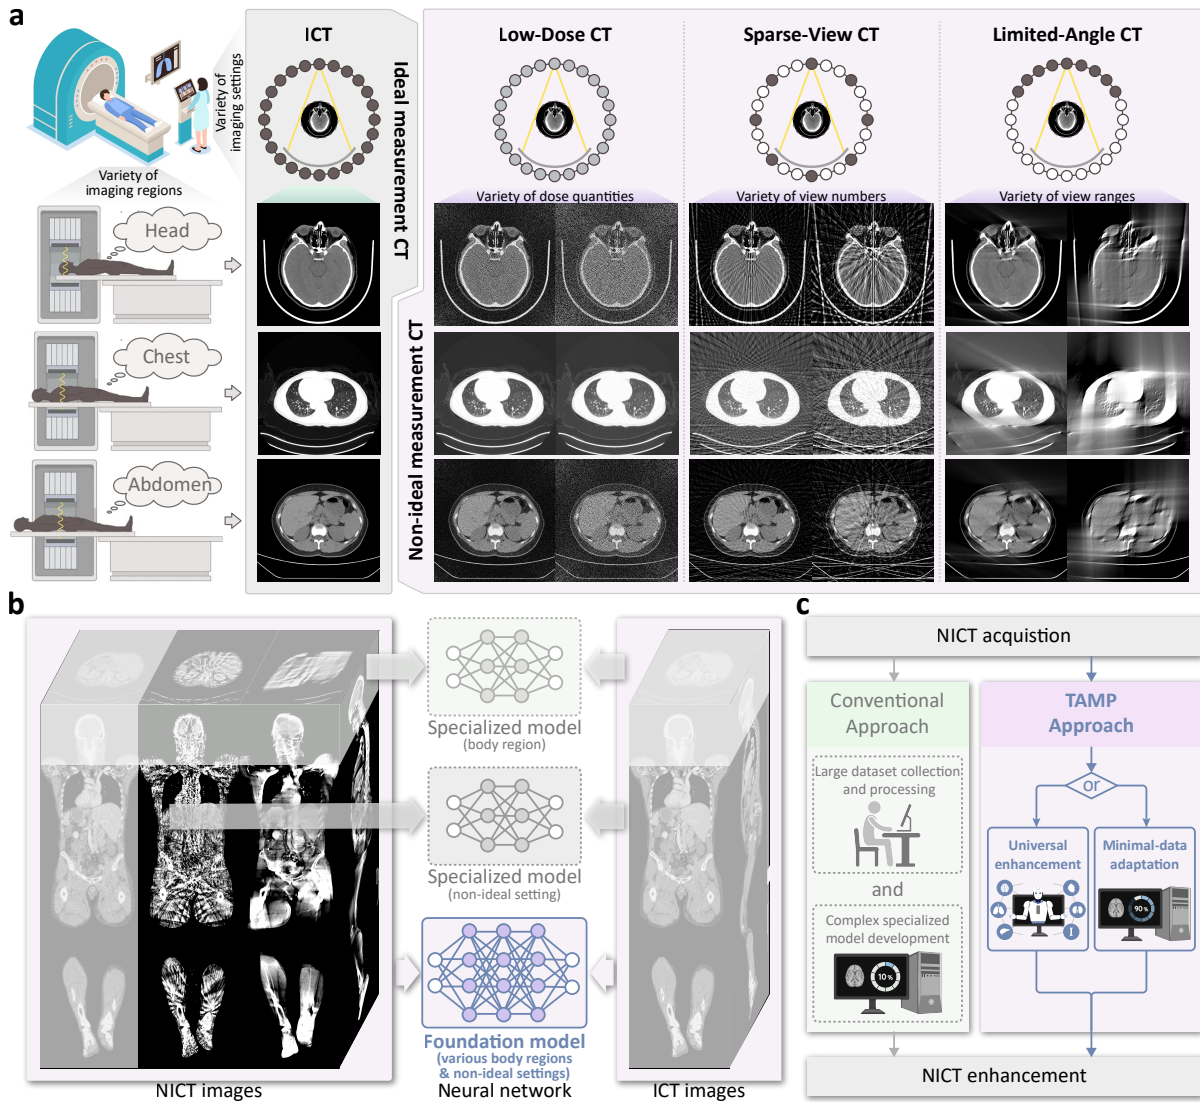 a
ICT
Low-Dose CT
Sparse-View CT
Limited-Angle CT
Variety of
imaging settings
Ideal measurement CT
Variety of
imaging regions
Variety of dose quantities
Variety of view numbers
Variety of view ranges
Head
Chest
Abdomen
Non-ideal measurement CT
b
Specialized model
(body region)
Specialized model
(non-ideal setting)
Foundation model
(various body regions
& non-ideal settings)
NICT images
Neural network
ICT images
c
NICT acquistion
Conventional
Approach
TAMP
Approach
Large dataset collection
and processing
or
Universal
enhancement
Minimal-data
adaptation
90 %
and
Complex specialized
model development
10 %
NICT enhancement